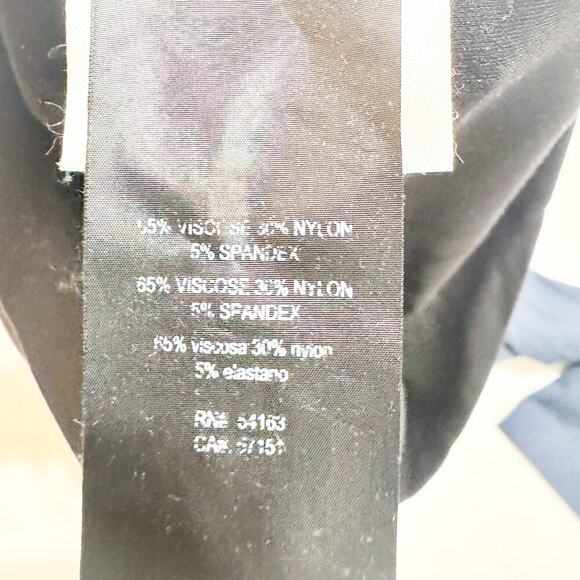 65% VISCOSE 30% NYLON
5% SPANDEX
65% VISCOSE 30% NYLON
5% SPANDEX
65% viscosa 30% nylon
5% elastano
RN#. 54163
CA#.